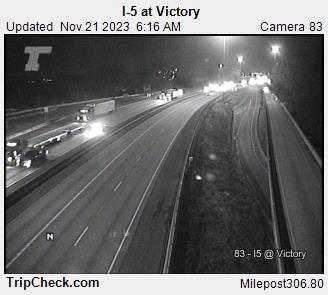 I-5 at Victory
Updated Nov 21 2023 6:16 AM Camera 83
T
N
83 - I5 @ Victory
TripCheck.com Milepost306.80